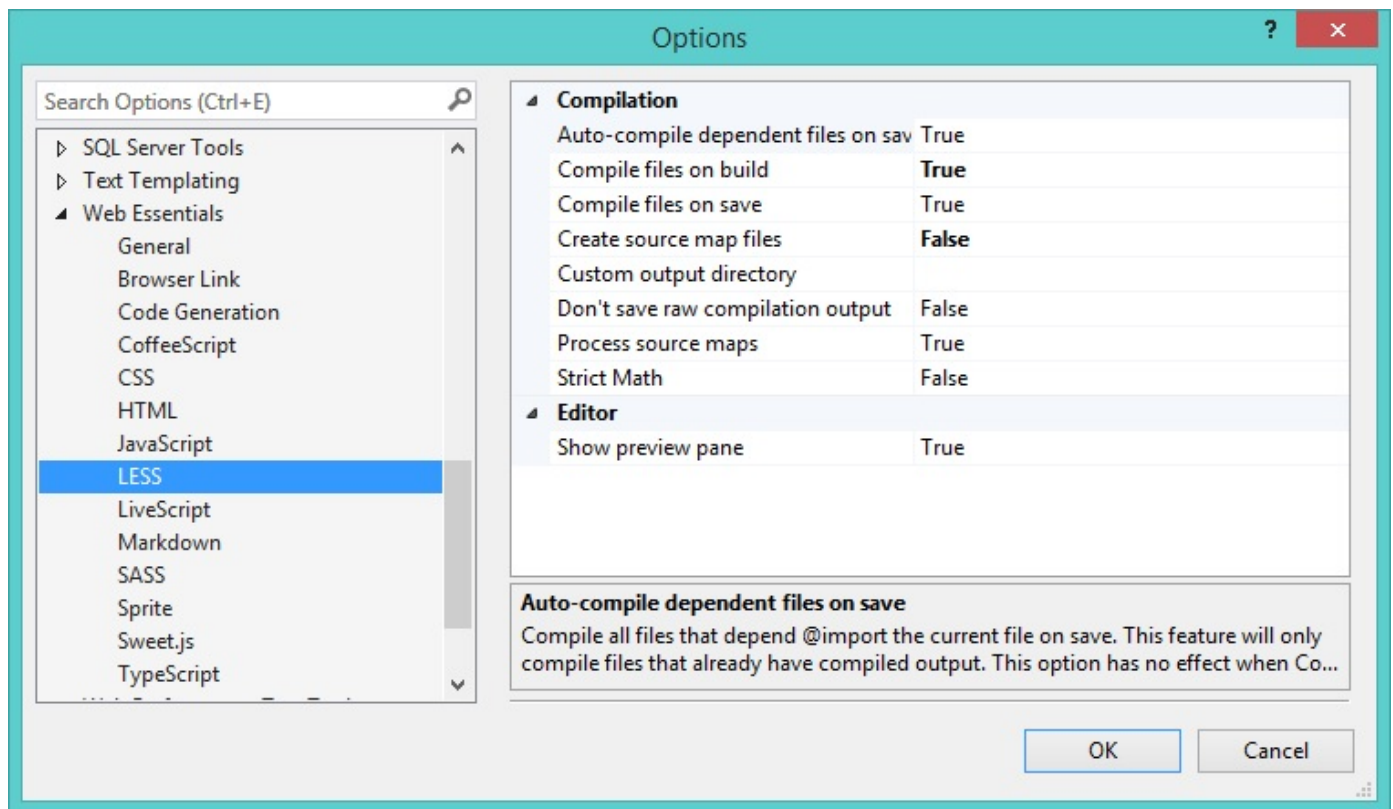 Options
?
Search Options (Ctrl+E)
SQL Server Tools
Text Templating
Web Essentials
General
Browser Link
Code Generation
CoffeeScript
CSS
HTML
JavaScript
LESS
LiveScript
Markdown
SASS
Sprite
Sweet.js
TypeScript
Compilation
Auto-compile dependent files on sav True
Compile files on build True
Compile files on save True
Create source map files False
Custom output directory
Don't save raw compilation output False
Process source maps True
Strict Math False
Editor
Show preview pane True
Auto-compile dependent files on save
Compile all files that depend @import the current file on save. This feature will only
compile files that already have compiled output. This option has no effect when Co...
OK Cancel